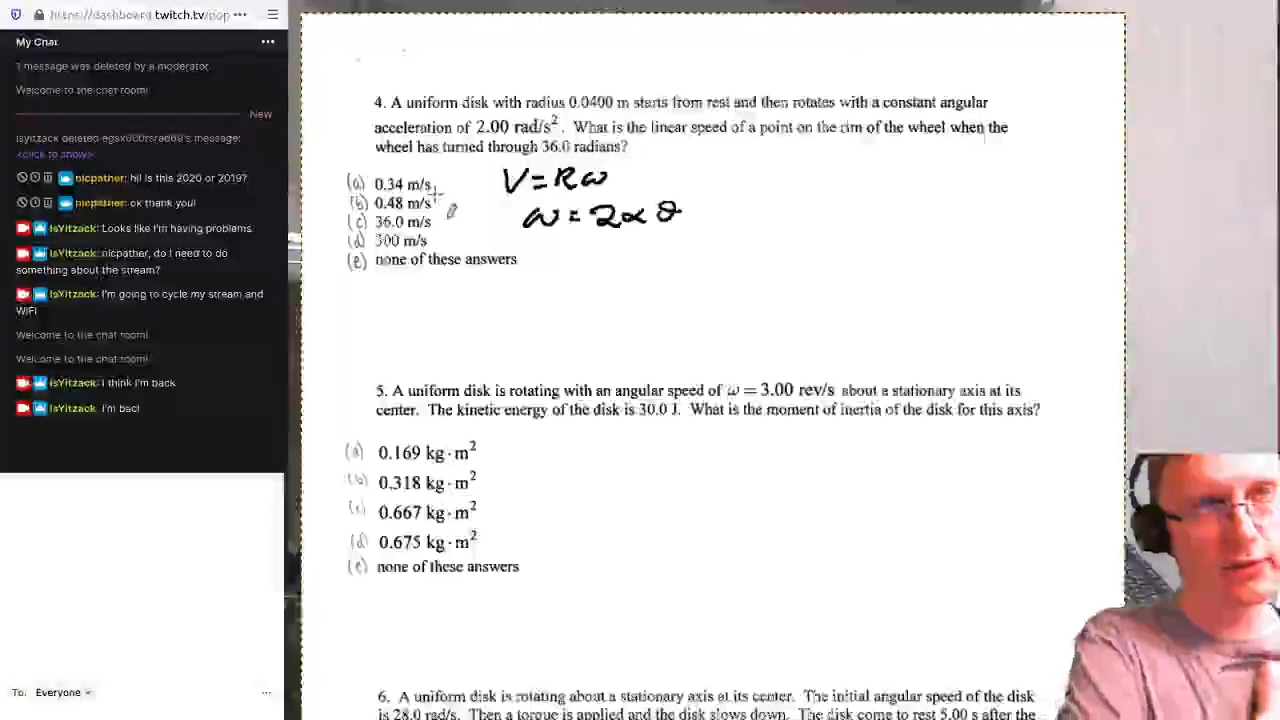 https://dashboard.twitch.tv/pop
My Chat
1 message was deleted by a moderator.
Welcome to the chat room!
New
isyitzack deleted
message:
<click to show>
nicpather: hi! Is this 2020 or 2019?
nicpather: ok thank you!
IsYitzack: Looks like I'm having problems.
IsYitzack: nicpather, do I need to
do something about the stream?
IsYitzack: I'm going to cycle my stream and
WiFi
Welcome to the chat room!
Welcome to the chat room!
IsYitzack: I think I'm back
IsYitzack: I'm back
To: Everyone
4. A uniform disk with radius 0.0400 m starts from rest and then rotates with a constant angular
acceleration of 2.00 rad/s². What is the linear speed of a point on the rim of the wheel when the
wheel has turned through 36.0 radians?
(a) 0.34 m/s
(b) 0.48 m/s
(c) 36.0 m/s
(d) 300 m/s
(e) none of these answers
V=Rω
ω=2αθ
5. A uniform disk is rotating with an angular speed of ω = 3.00 rev/s about a stationary axis at its
center. The kinetic energy of the disk is 30.0 J. What is the moment of inertia of the disk for this axis?
(a) 0.169 kg·m²
(b) 0.318 kg·m²
(c) 0.667 kg·m²
(d) 0.675 kg·m²
(e) none of these answers
6. A uniform disk is rotating about a stationary axis at its center. The initial angular speed of the disk
is 28.0 rad/s. Then a torque is applied and the disk slows down. The disk come to rest 5.00 s after the